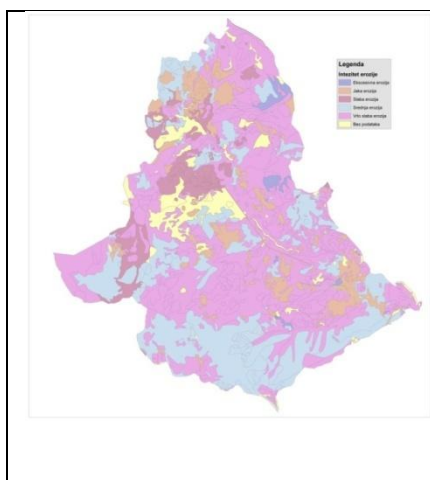 Legenda
Intezitet erozije
Ekscesivna erozija
Jaka erozija
Slaba erozija
Srednja erozija
Vrlo slaba erozija
Bez podataka